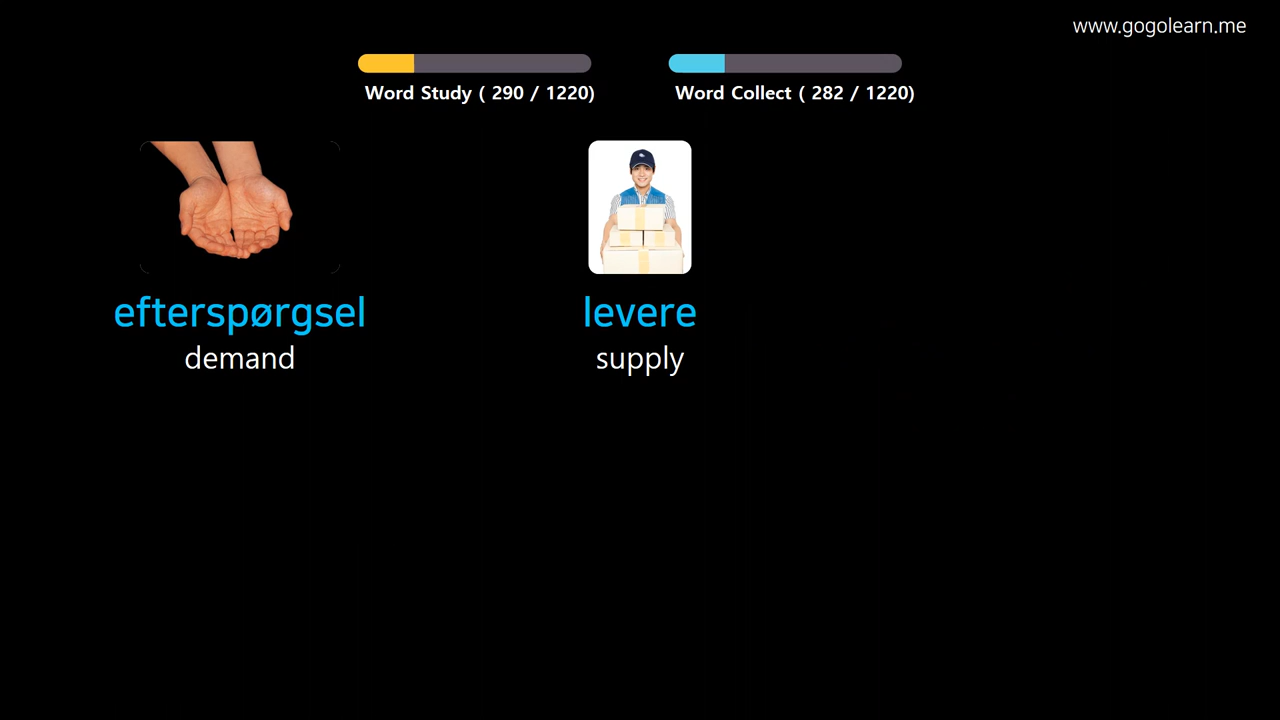 www.gogolearn.me
Word Study ( 290 / 1220)
Word Collect ( 282 / 1220)
efterspørgsel
demand
levere
supply